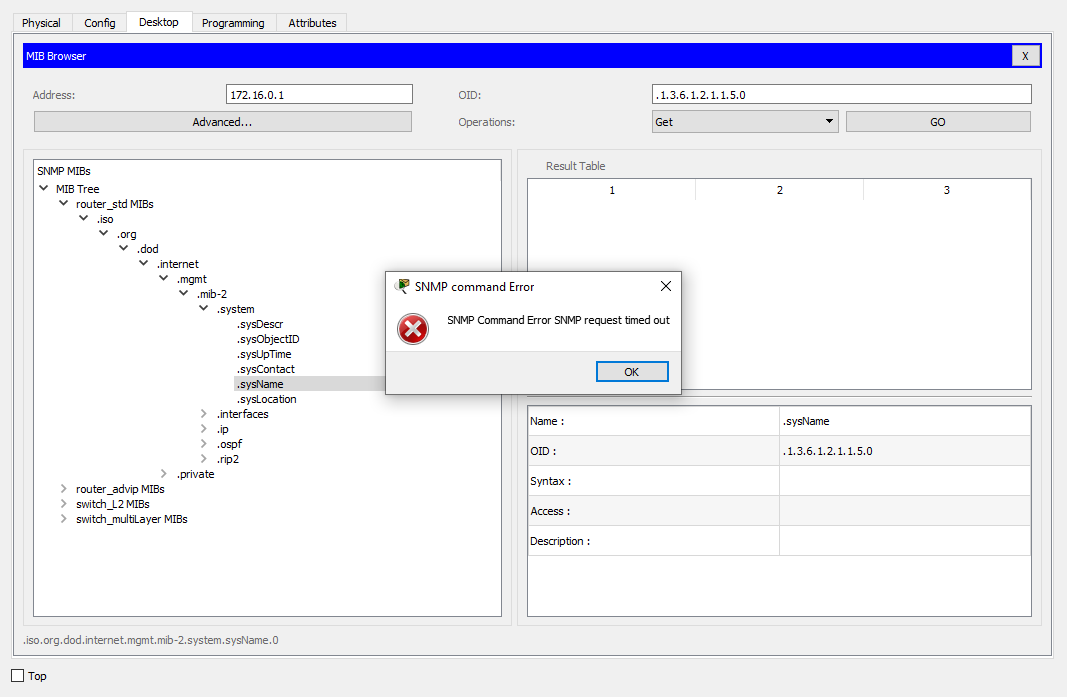 Physical Config Desktop Programming Attributes
MIB Browser X
Address: 172.16.0.1 OID: .1.3.6.1.2.1.1.5.0
Advanced... Operations: Get GO
SNMP MIBs
MIB Tree
router_std MIBs
.iso
.org
.dod
.internet
.mgmt
.mib-2
.system
.sysDescr
.sysObjectID
.sysUpTime
.sysContact
.sysName
.sysLocation
.interfaces
.ip
.ospf
.rip2
.private
router_advip MIBs
switch_L2 MIBs
switch_multiLayer MIBs
Result Table
1 2 3
SNMP command Error
SNMP Command Error SNMP request timed out
OK
Name : .sysName
OID : .1.3.6.1.2.1.1.5.0
Syntax :
Access :
Description :
.iso.org.dod.internet.mgmt.mib-2.system.sysName.0
Top